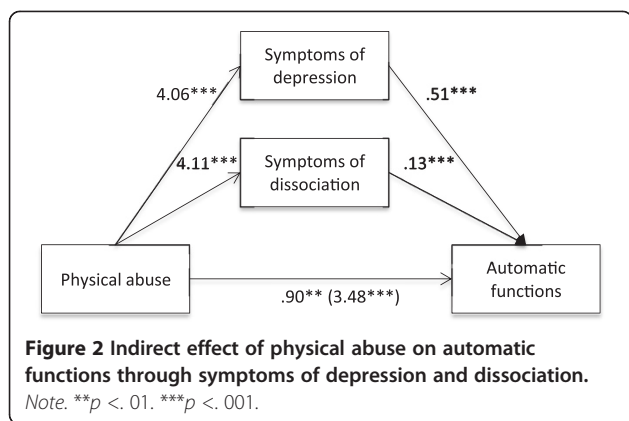 Symptoms of
depression
4.06***
.51***
Symptoms of
dissociation
4.11***
.13***
Physical abuse
Automatic
functions
.90** (3.48***)
Figure 2 Indirect effect of physical abuse on automatic
functions through symptoms of depression and dissociation.
Note. **p <. 01. ***p <. 001.